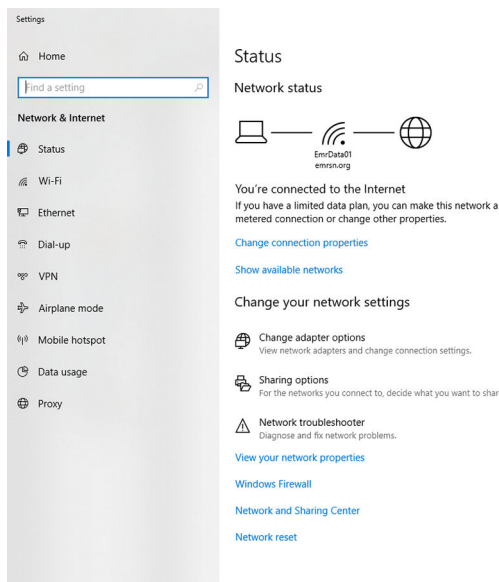 Settings
Home
Find a setting
Network & Internet
Status
Wi-Fi
Ethernet
Dial-up
VPN
Airplane mode
Mobile hotspot
Data usage
Proxy
Status
Network status
EmrData01
emrsn.org
You're connected to the Internet
If you have a limited data plan, you can make this network a
metered connection or change other properties.
Change connection properties
Show available networks
Change your network settings
Change adapter options
View network adapters and change connection settings.
Sharing options
For the networks you connect to, decide what you want to shar
Network troubleshooter
Diagnose and fix network problems.
View your network properties
Windows Firewall
Network and Sharing Center
Network reset